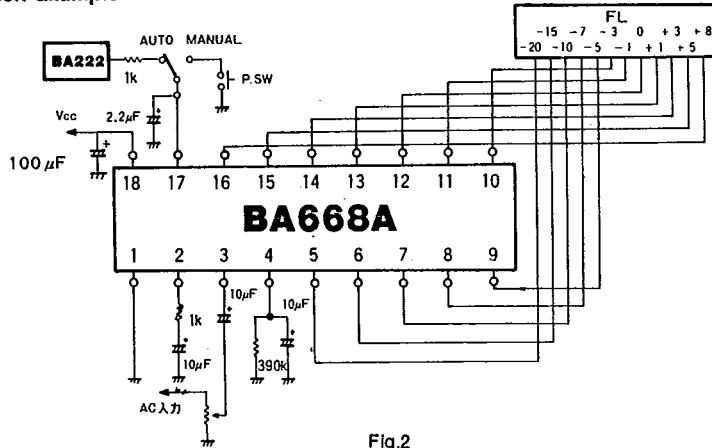 FL
-15 -7 -3 0 +3 +8
-20 -10 -5 -1 +1 +5
AUTO MANUAL
BA222
1k
P.SW
Vcc
2.2μF
100μF
18 17 16 15 14 13 12 11 10
BA668A
1 2 3 4 5 6 7 8 9
10μF 10μF
1k
390k
10μF
AC入力
Fig.2